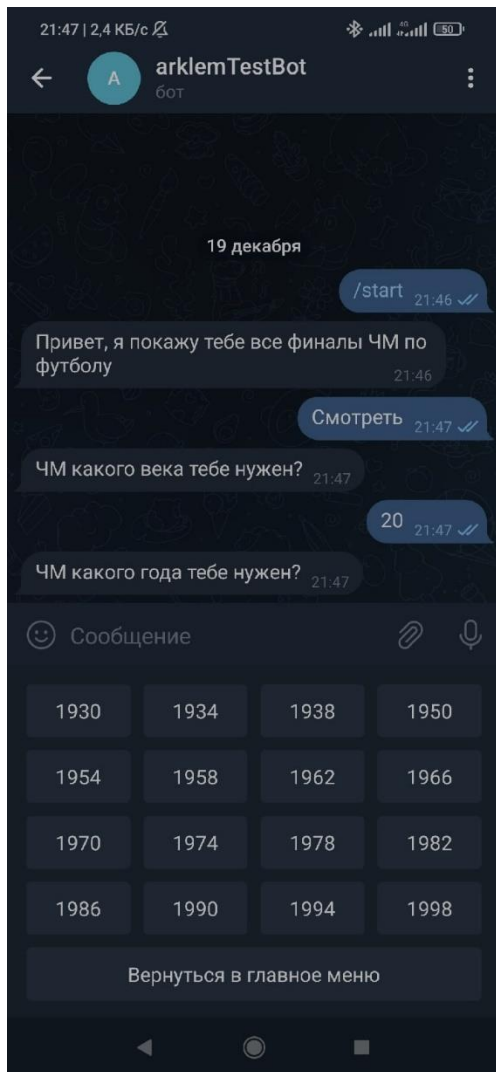 21:47 | 2,4 КБ/с
4G
50
A
arklemTestBot
бот
19 декабря
/start 21:46
Привет, я покажу тебе все финалы ЧМ по
футболу
21:46
Смотреть 21:47
ЧМ какого века тебе нужен? 21:47
20 21:47
ЧМ какого года тебе нужен? 21:47
Сообщение
1930 1934 1938 1950
1954 1958 1962 1966
1970 1974 1978 1982
1986 1990 1994 1998
Вернуться в главное меню